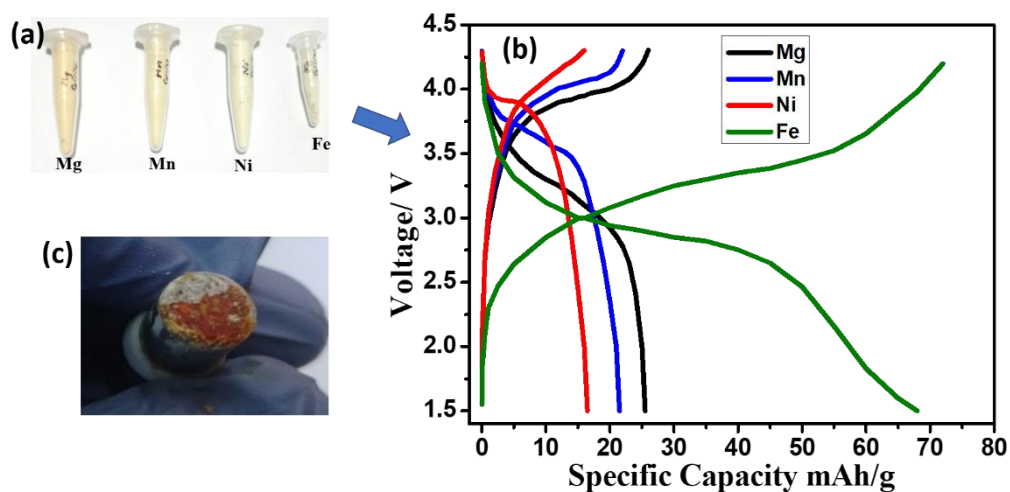 (a)
Mg
Mn
Ni
Fe
(b)
Mg
Mn
Ni
Fe
4.5
4.0
3.5
3.0
2.5
2.0
1.5
Voltage/ V
0 10 20 30 40 50 60 70 80
Specific Capacity mAh/g
(c)